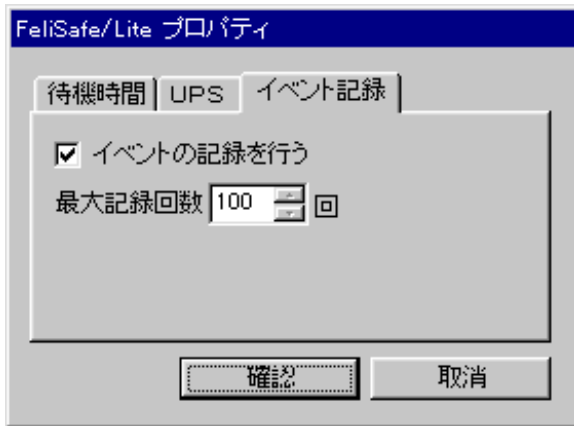 FeliSafe/Lite プロパティ
待機時間 UPS イベント記録
イベントの記録を行う
最大記録回数 100 回
確認 取消